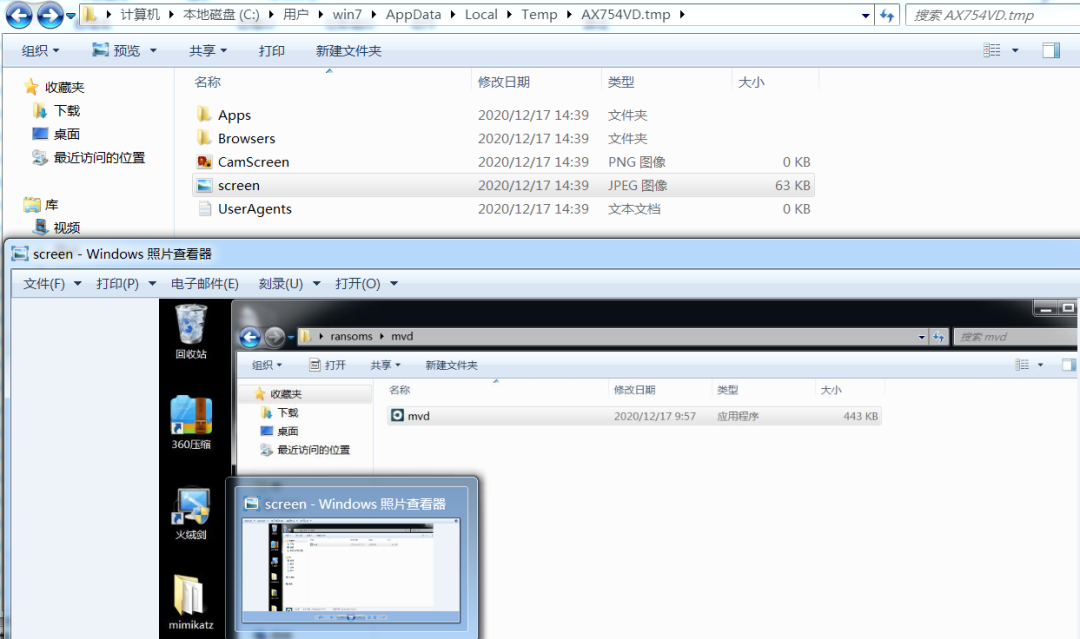 计算机 本地磁盘 (C:) 用户 win7 AppData Local Temp AX754VD.tmp 搜索 AX754VD.tmp
组织 预览 共享 打印 新建文件夹
收藏夹
下载
桌面
最近访问的位置
库
视频
名称 修改日期 类型 大小
Apps 2020/12/17 14:39 文件夹
Browsers 2020/12/17 14:39 文件夹
CamScreen 2020/12/17 14:39 PNG 图像 0 KB
screen 2020/12/17 14:39 JPEG 图像 63 KB
UserAgents 2020/12/17 14:39 文本文档 0 KB
screen - Windows 照片查看器
文件(F) 打印(P) 电子邮件(E) 刻录(U) 打开(O)
回收站
360压缩
火绒剑
mimikatz
ransoms mvd 搜索 mvd
组织 打开 共享 新建文件夹
收藏夹
下载
桌面
最近访问的位置
名称 修改日期 类型 大小
mvd 2020/12/17 9:57 应用程序 443 KB
screen - Windows 照片查看器